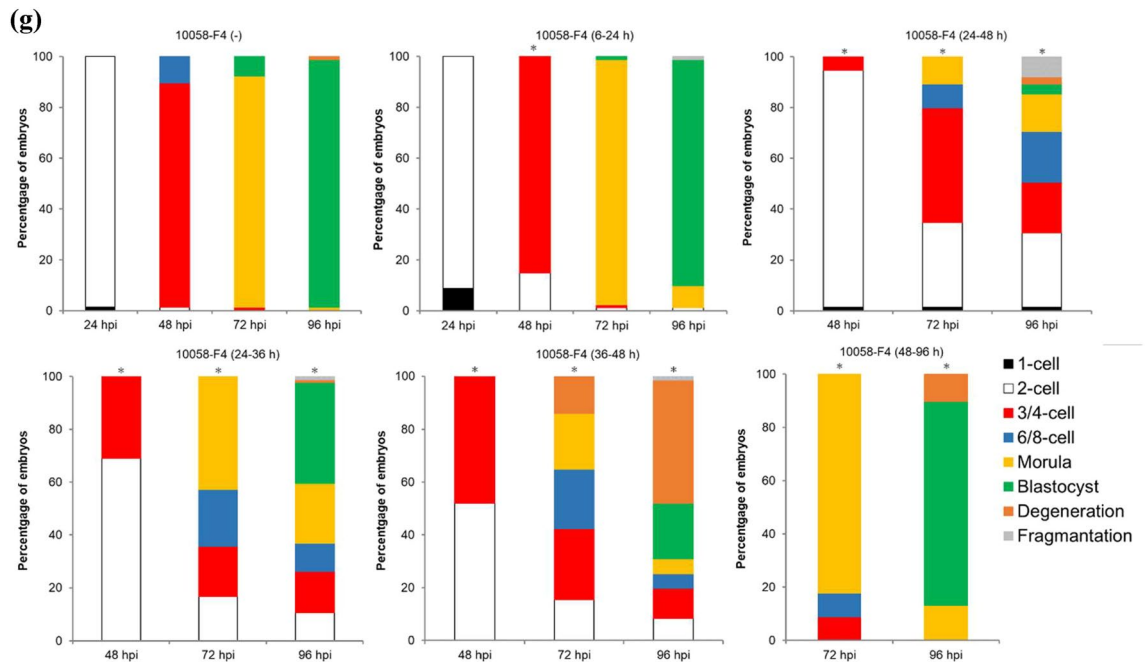 (g)
10058-F4 (-)
Percentgage of embryos
100
80
60
40
20
0
24 hpi 48 hpi 72 hpi 96 hpi
10058-F4 (6-24 h)
Percentgage of embryos
100
80
60
40
20
0
*
24 hpi 48 hpi 72 hpi 96 hpi
10058-F4 (24-48 h)
Percentgage of embryos
100
80
60
40
20
0
* * *
48 hpi 72 hpi 96 hpi
10058-F4 (24-36 h)
Percentgage of embryos
100
80
60
40
20
0
* * *
48 hpi 72 hpi 96 hpi
10058-F4 (36-48 h)
Percentgage of embryos
100
80
60
40
20
0
* * *
48 hpi 72 hpi 96 hpi
10058-F4 (48-96 h)
Percentgage of embryos
100
80
60
40
20
0
* *
72 hpi 96 hpi
1-cell
2-cell
3/4-cell
6/8-cell
Morula
Blastocyst
Degeneration
Fragmantation